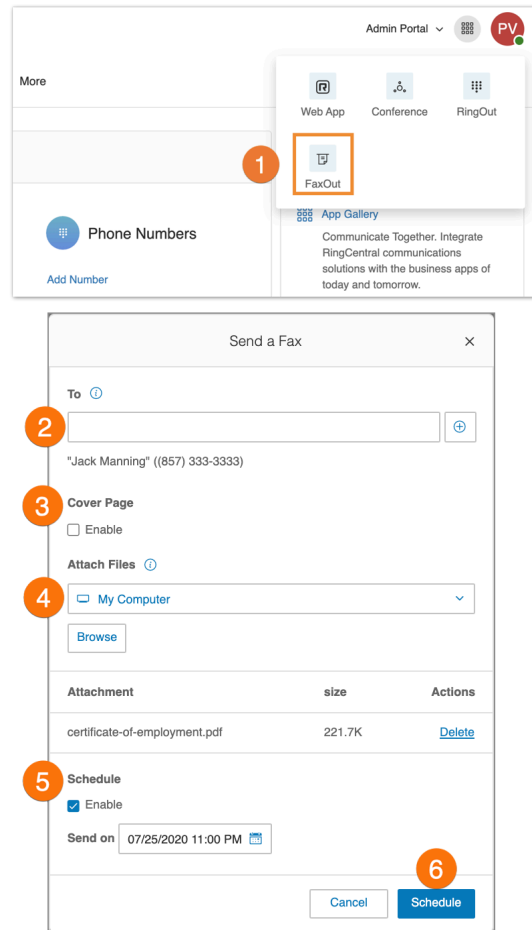 Admin Portal
PV
More
Web App
Conference
RingOut
1
FaxOut
App Gallery
Phone Numbers
Communicate Together. Integrate
RingCentral communications
solutions with the business apps of
today and tomorrow.
Add Number
Send a Fax
To
2
"Jack Manning" ((857) 333-3333)
3
Cover Page
Enable
Attach Files
4
My Computer
Browse
Attachment size Actions
certificate-of-employment.pdf 221.7K Delete
5
Schedule
Enable
Send on 07/25/2020 11:00 PM
6
Cancel Schedule